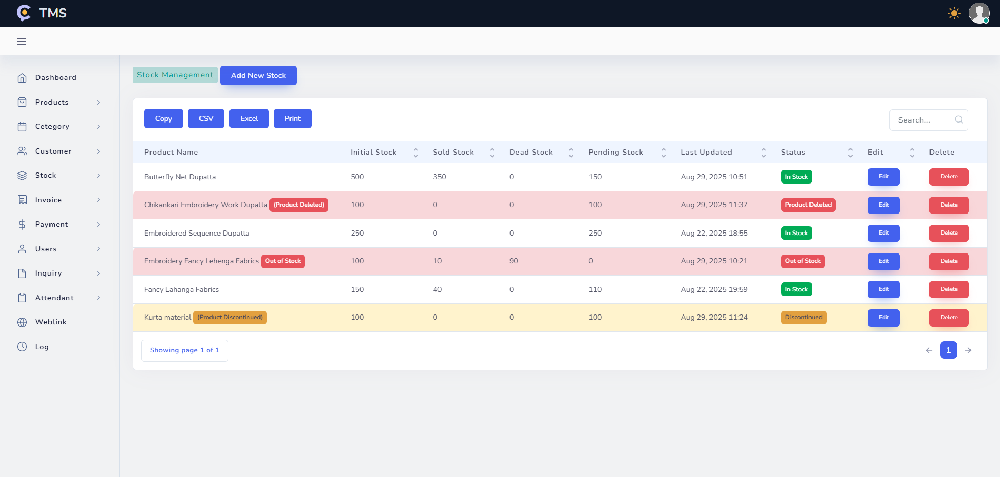 TMS
Dashboard
Products
Cetegory
Customer
Stock
Invoice
Payment
Users
Inquiry
Attendant
Weblink
Log
Stock Management Add New Stock
Copy CSV Excel Print Search...
Product Name Initial Stock Sold Stock Dead Stock Pending Stock Last Updated Status Edit Delete
Butterfly Net Dupatta 500 350 0 150 Aug 29, 2025 10:51 In Stock Edit Delete
Chikankari Embroidery Work Dupatta (Product Deleted) 100 0 0 100 Aug 29, 2025 11:37 Product Deleted Edit Delete
Embroidered Sequence Dupatta 250 0 0 250 Aug 22, 2025 18:55 In Stock Edit Delete
Embroidery Fancy Lehenga Fabrics Out of Stock 100 10 90 0 Aug 29, 2025 10:21 Out of Stock Edit Delete
Fancy Lahanga Fabrics 150 40 0 110 Aug 22, 2025 19:59 In Stock Edit Delete
Kurta material (Product Discontinued) 100 0 0 100 Aug 29, 2025 11:24 Discontinued Edit Delete
Showing page 1 of 1 1